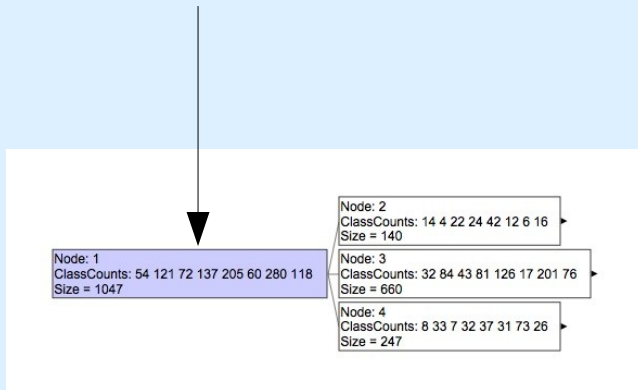 Node: 1
ClassCounts: 54 121 72 137 205 60 280 118
Size = 1047
Node: 2
ClassCounts: 14 4 22 24 42 12 6 16
Size = 140
Node: 3
ClassCounts: 32 84 43 81 126 17 201 76
Size = 660
Node: 4
ClassCounts: 8 33 7 32 37 31 73 26
Size = 247